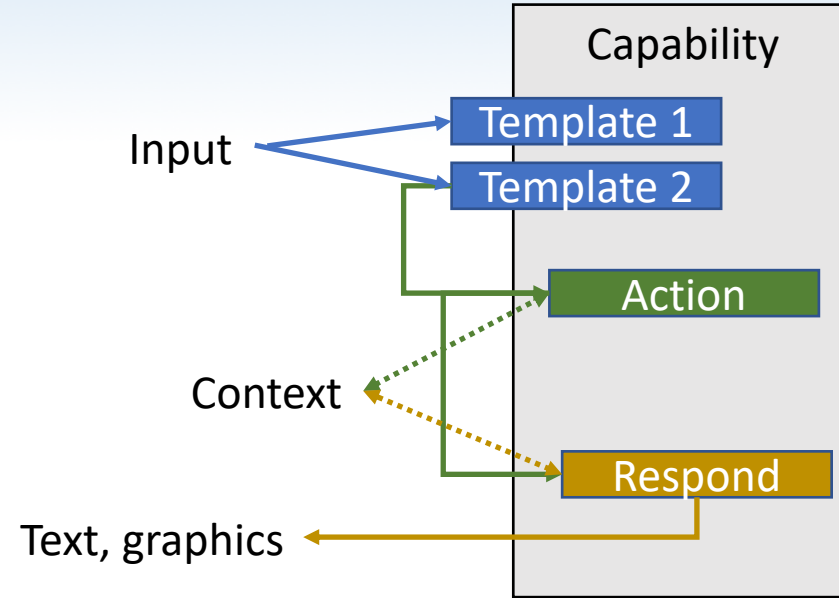 Capability
Template 1
Input
Template 2
Action
Context
Respond
Text, graphics